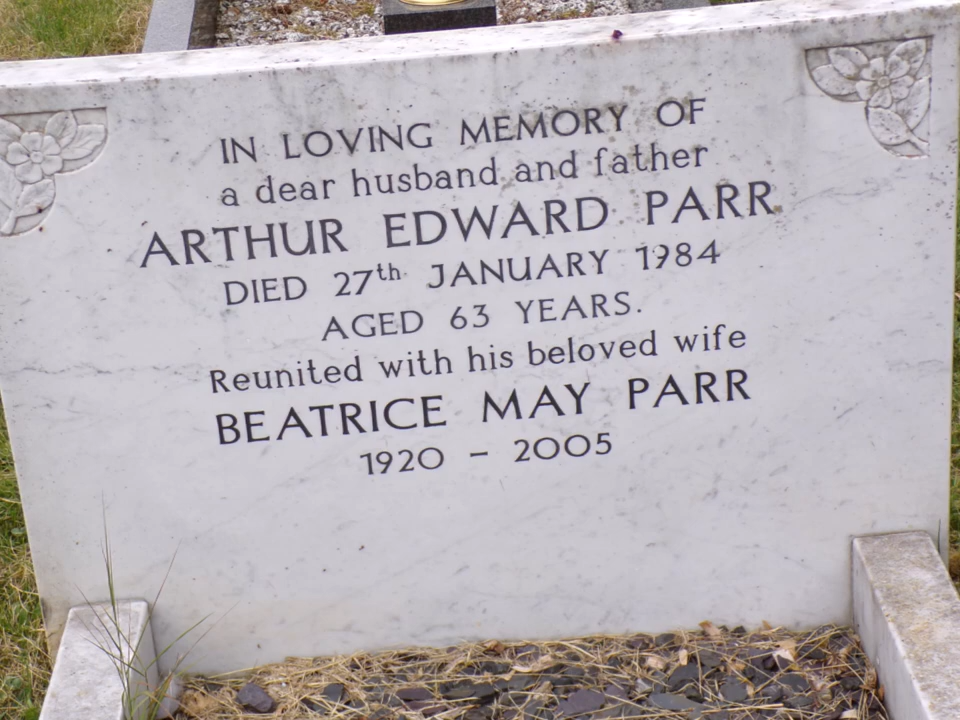 IN LOVING MEMORY OF
a dear husband and father
ARTHUR EDWARD PARR
DIED 27th JANUARY 1984
AGED 63 YEARS.
Reunited with his beloved wife
BEATRICE MAY PARR
1920 - 2005